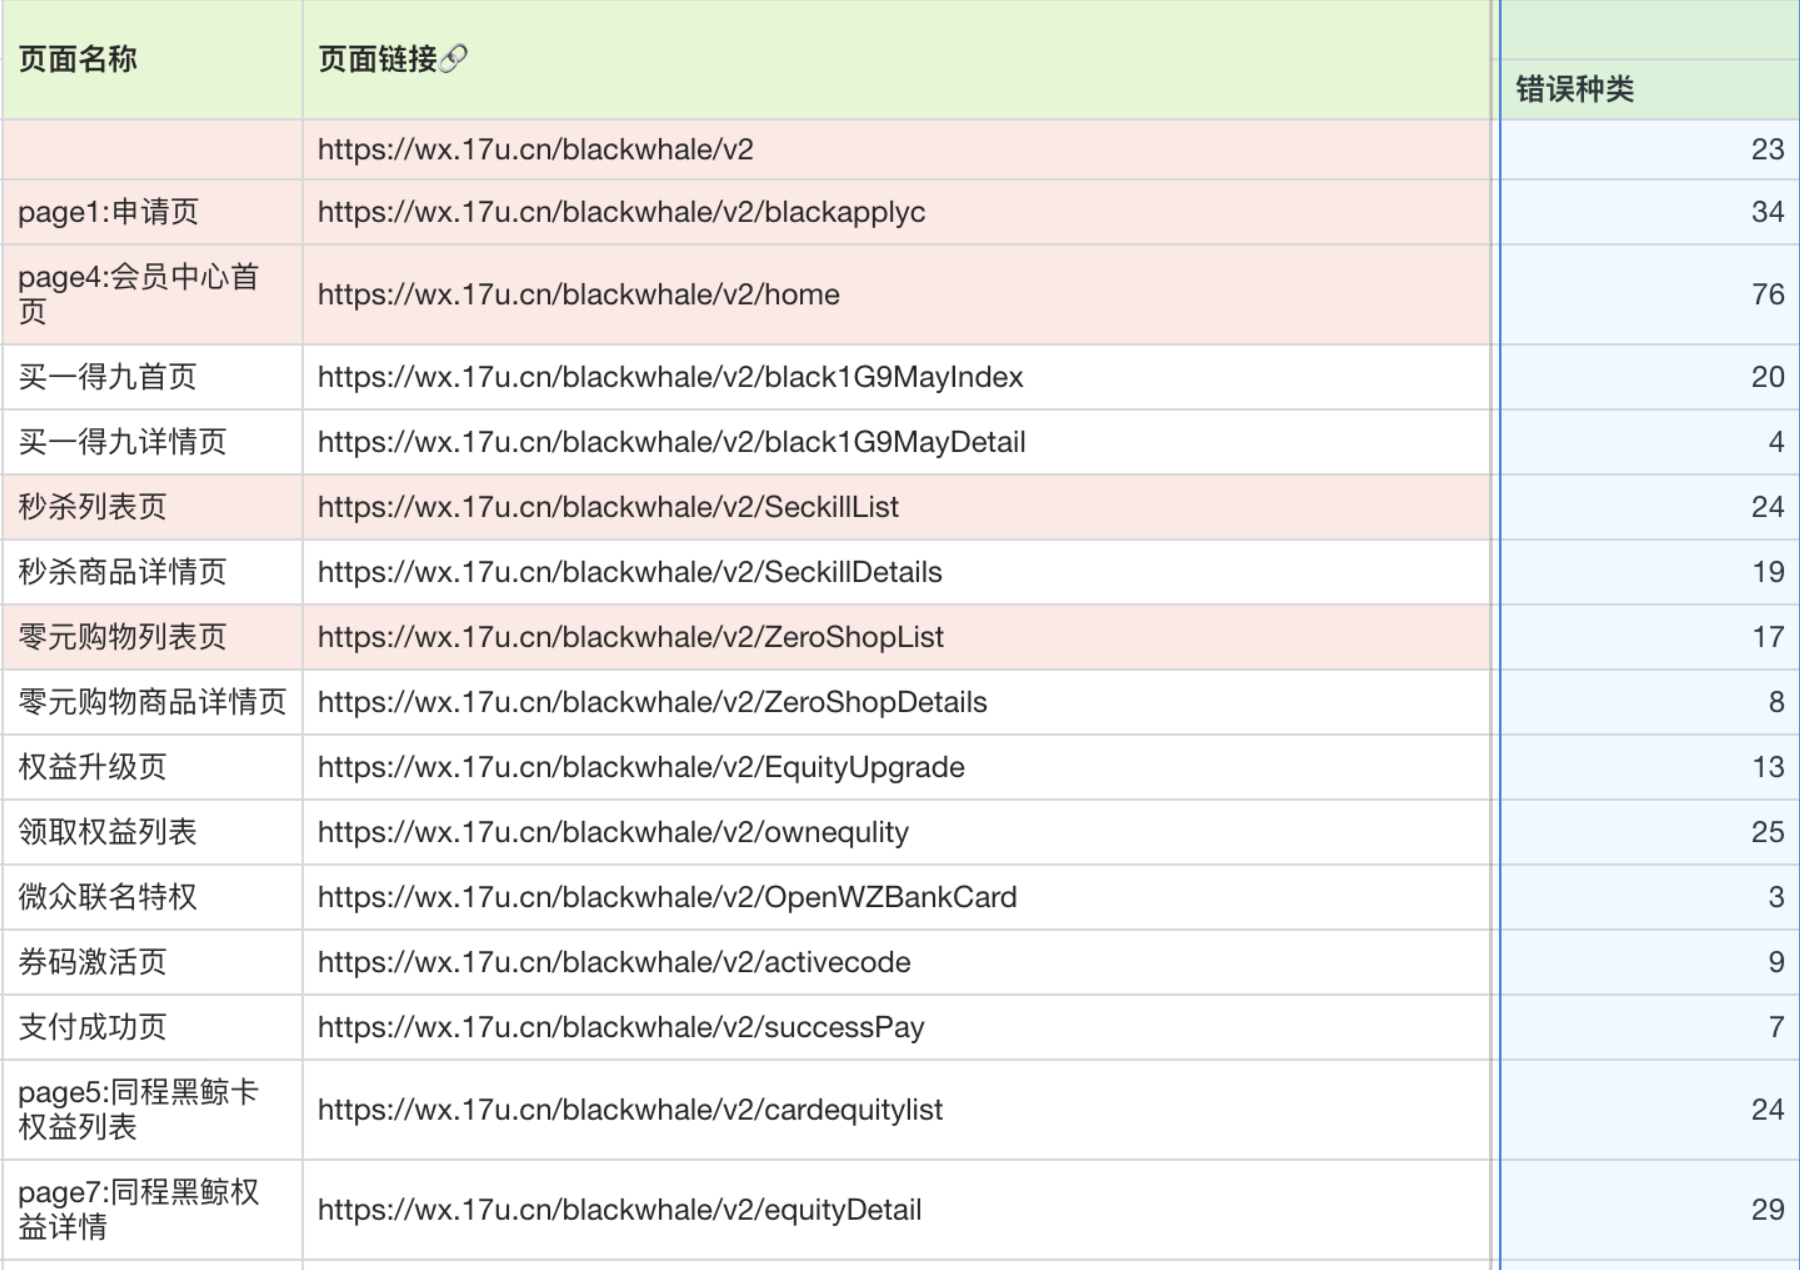 页面名称 页面链接🔗
错误种类
https://wx.17u.cn/blackwhale/v2 23
page1:申请页 https://wx.17u.cn/blackwhale/v2/blackapplyc 34
page4:会员中心首
页 https://wx.17u.cn/blackwhale/v2/home 76
买一得九首页 https://wx.17u.cn/blackwhale/v2/black1G9MayIndex 20
买一得九详情页 https://wx.17u.cn/blackwhale/v2/black1G9MayDetail 4
秒杀列表页 https://wx.17u.cn/blackwhale/v2/SeckillList 24
秒杀商品详情页 https://wx.17u.cn/blackwhale/v2/SeckillDetails 19
零元购物列表页 https://wx.17u.cn/blackwhale/v2/ZeroShopList 17
零元购物商品详情页 https://wx.17u.cn/blackwhale/v2/ZeroShopDetails 8
权益升级页 https://wx.17u.cn/blackwhale/v2/EquityUpgrade 13
领取权益列表 https://wx.17u.cn/blackwhale/v2/ownequlity 25
微众联名特权 https://wx.17u.cn/blackwhale/v2/OpenWZBankCard 3
券码激活页 https://wx.17u.cn/blackwhale/v2/activecode 9
支付成功页 https://wx.17u.cn/blackwhale/v2/successPay 7
page5:同程黑鲸卡
权益列表 https://wx.17u.cn/blackwhale/v2/cardequitylist 24
page7:同程黑鲸权
益详情 https://wx.17u.cn/blackwhale/v2/equityDetail 29